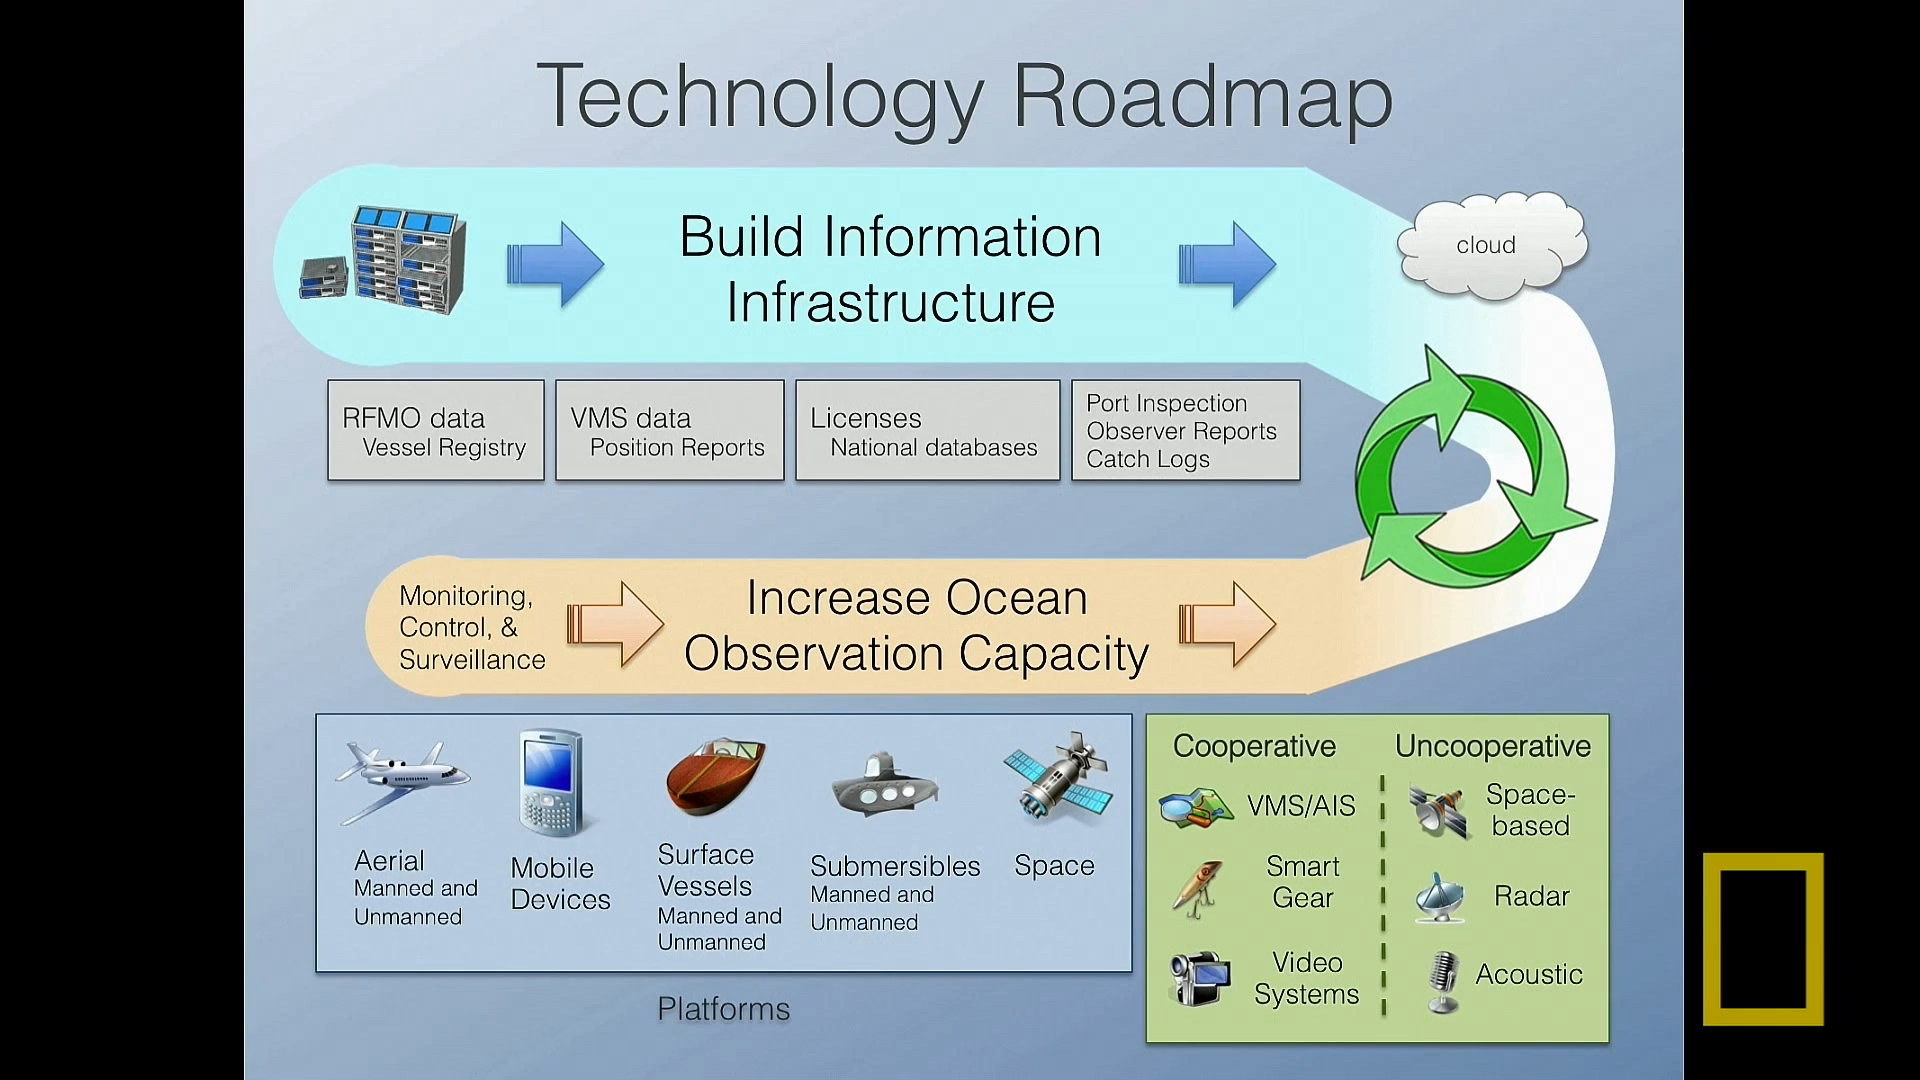 Technology Roadmap
Build Information
Infrastructure
cloud
RFMO data
Vessel Registry
VMS data
Position Reports
Licenses
National databases
Port Inspection
Observer Reports
Catch Logs
Monitoring,
Control, &
Surveillance
Increase Ocean
Observation Capacity
Aerial
Manned and
Unmanned
Mobile
Devices
Surface
Vessels
Manned and
Unmanned
Submersibles
Manned and
Unmanned
Space
Platforms
Cooperative
VMS/AIS
Smart
Gear
Video
Systems
Uncooperative
Space-
based
Radar
Acoustic